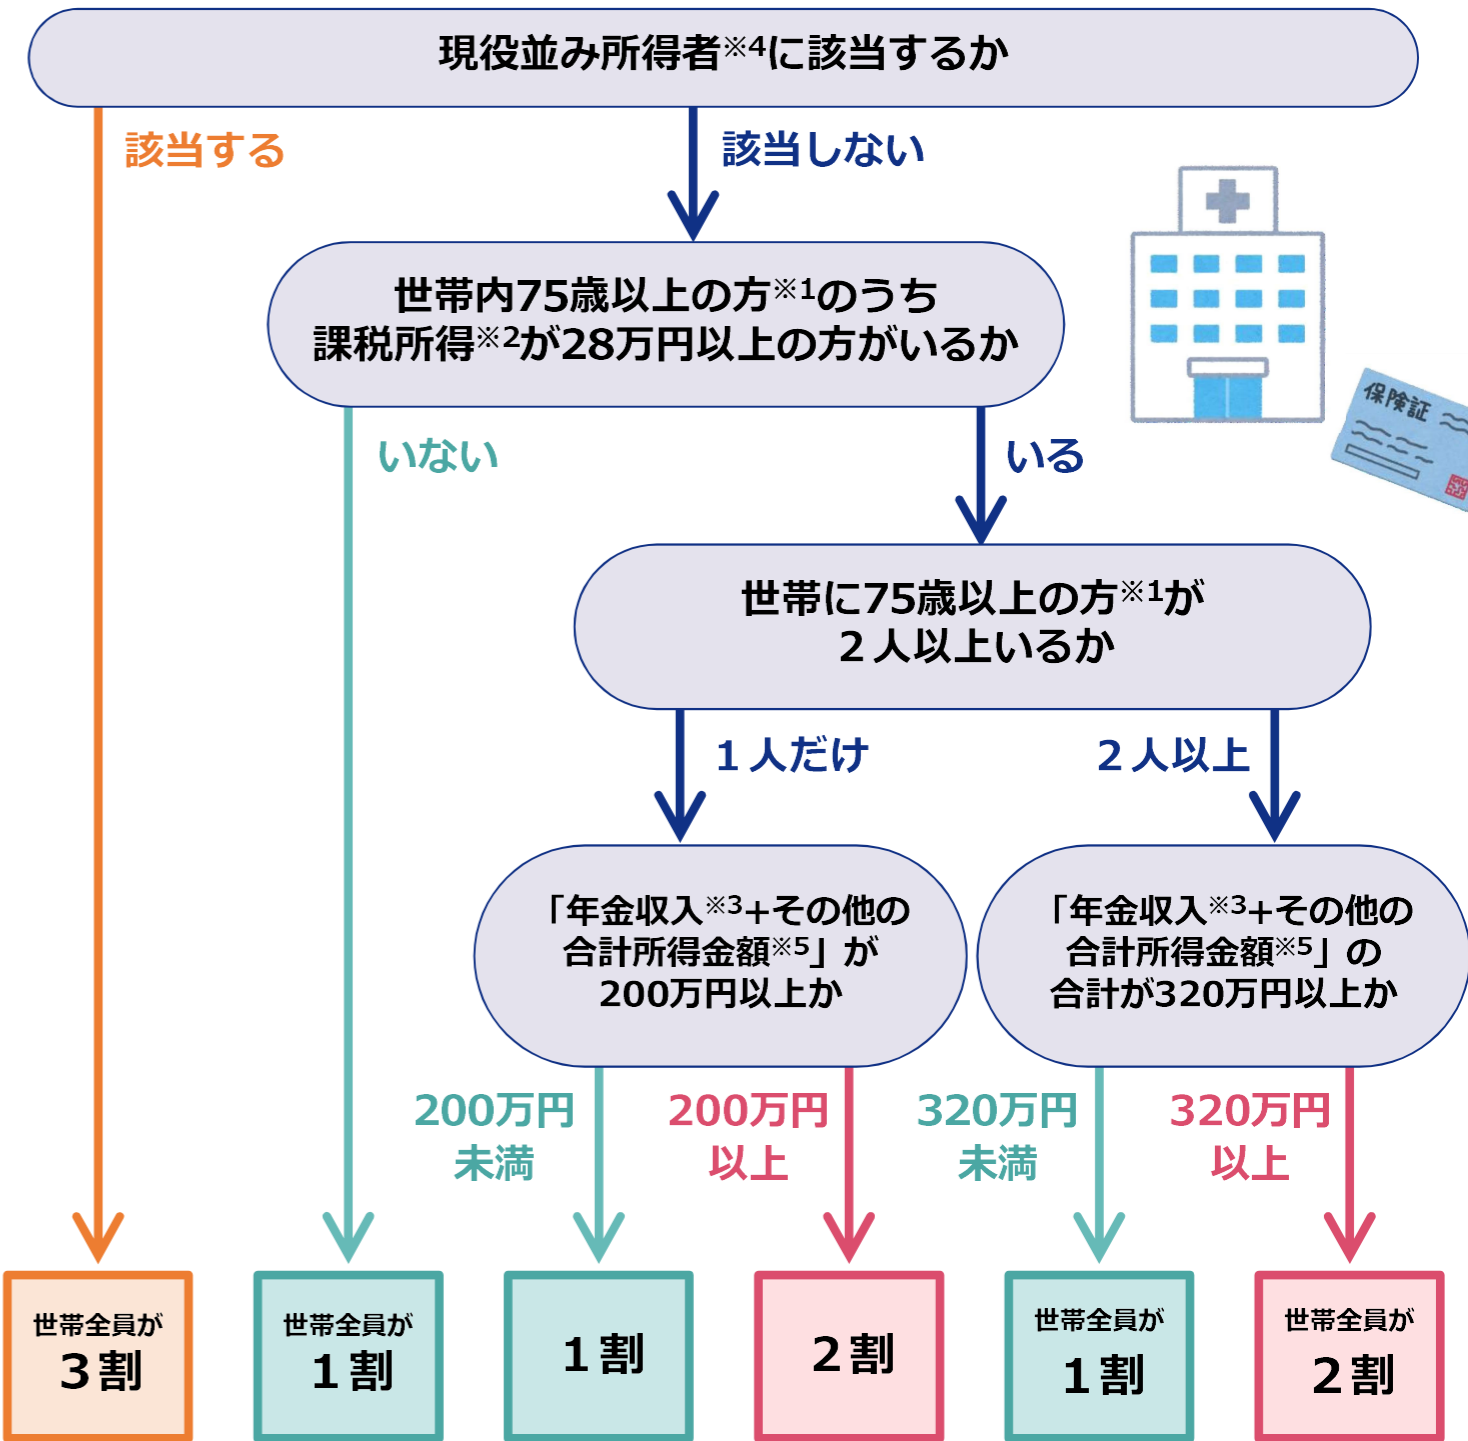 現役並み所得者※4に該当するか
該当する
該当しない
世帯内75歳以上の方※1のうち
課税所得※2が28万円以上の方がいるか
保険証
いない
いる
世帯に75歳以上の方※1が
２人以上いるか
１人だけ
２人以上
「年金収入※3+その他の
合計所得金額※5」が
200万円以上か
「年金収入※3+その他の
合計所得金額※5」の
合計が320万円以上か
200万円
未満
200万円
以上
320万円
未満
320万円
以上
世帯全員が
３割
世帯全員が
１割
１割
２割
世帯全員が
１割
世帯全員が
２割